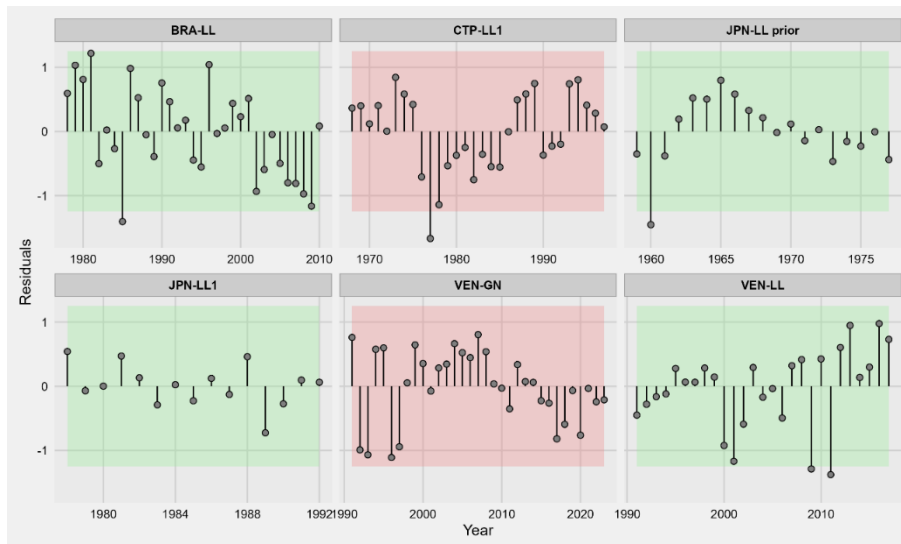 BRA-LL CTP-LL1 JPN-LL prior
1
0
-1
1980 1990 2000 2010 1970 1980 1990 1960 1965 1970 1975
JPN-LL1 VEN-GN VEN-LL
1
0
-1
1980 1984 1988 1992 1990 2000 2010 2020 1990 2000 2010
Residuals
Year